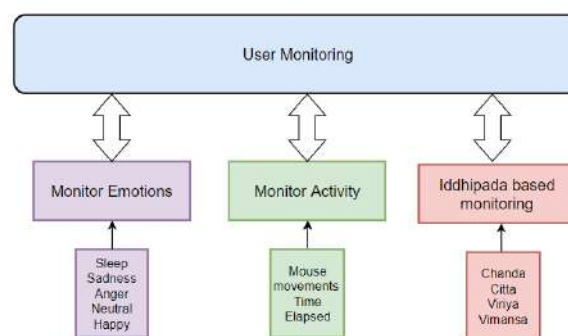 User Monitoring
Monitor Emotions
Monitor Activity
Iddhipada based
monitoring
Sleep
Sadness
Anger
Neutral
Happy
Mouse
movements
Time
Elapsed
Chanda
Citta
Viriya
Vimansa